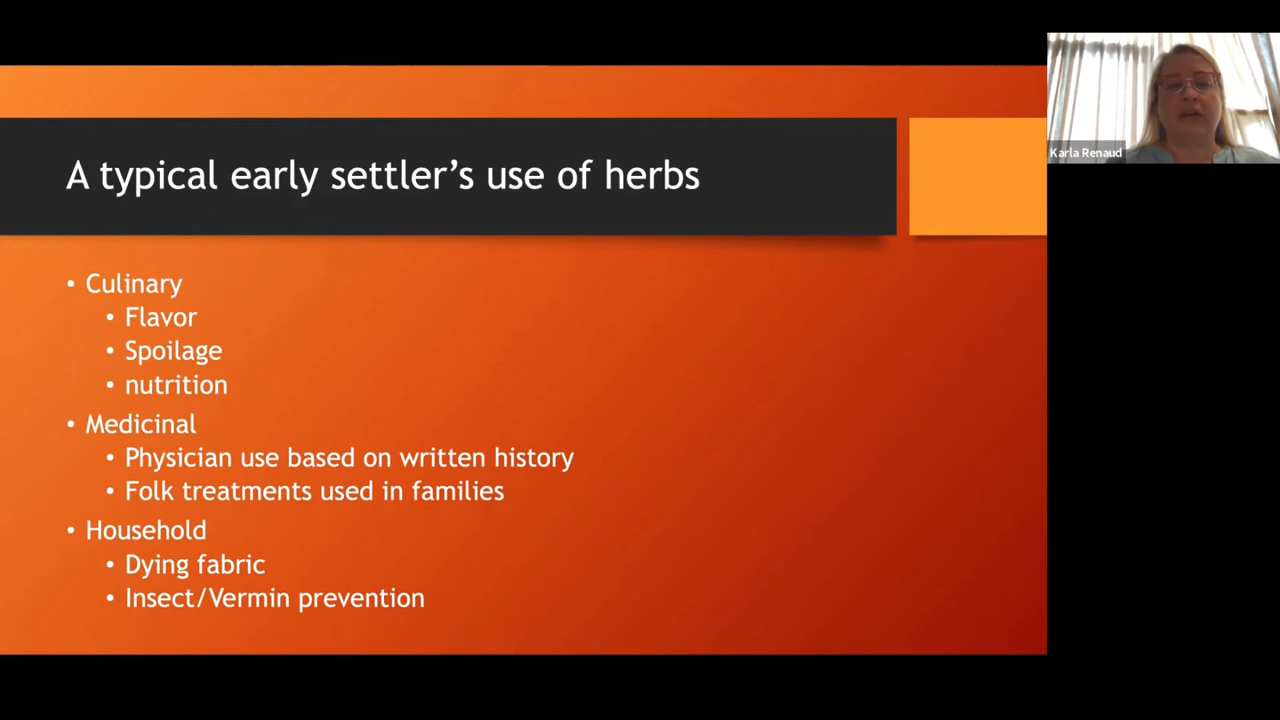 A typical early settler's use of herbs
• Culinary
• Flavor
• Spoilage
• nutrition
• Medicinal
• Physician use based on written history
• Folk treatments used in families
• Household
• Dying fabric
• Insect/Vermin prevention
Karla Renaud